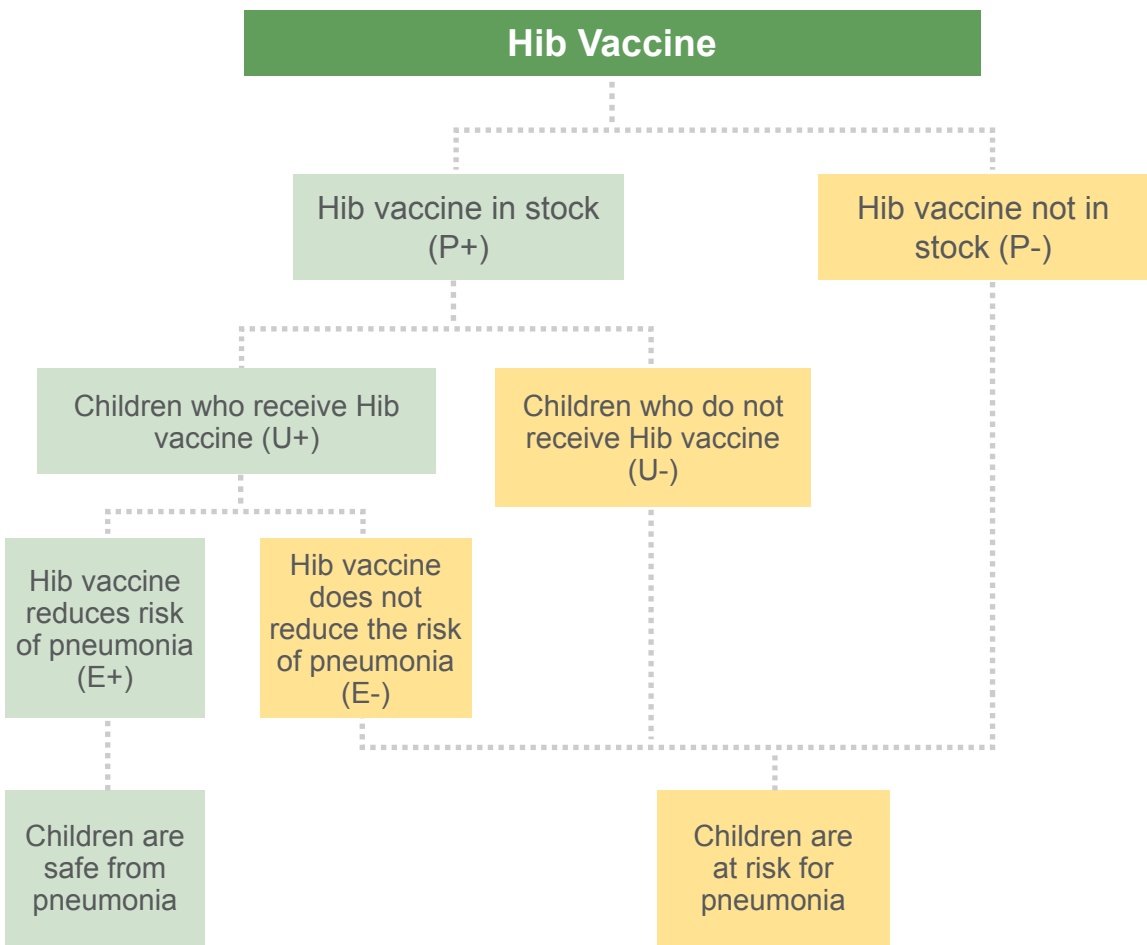 Hib Vaccine
Hib vaccine in stock
(P+)
Hib vaccine not in
stock (P-)
Children who receive Hib
vaccine (U+)
Children who do not
receive Hib vaccine
(U-)
Hib vaccine
reduces risk
of pneumonia
(E+)
Hib vaccine
does not
reduce the risk
of pneumonia
(E-)
Children are
safe from
pneumonia
Children are
at risk for
pneumonia